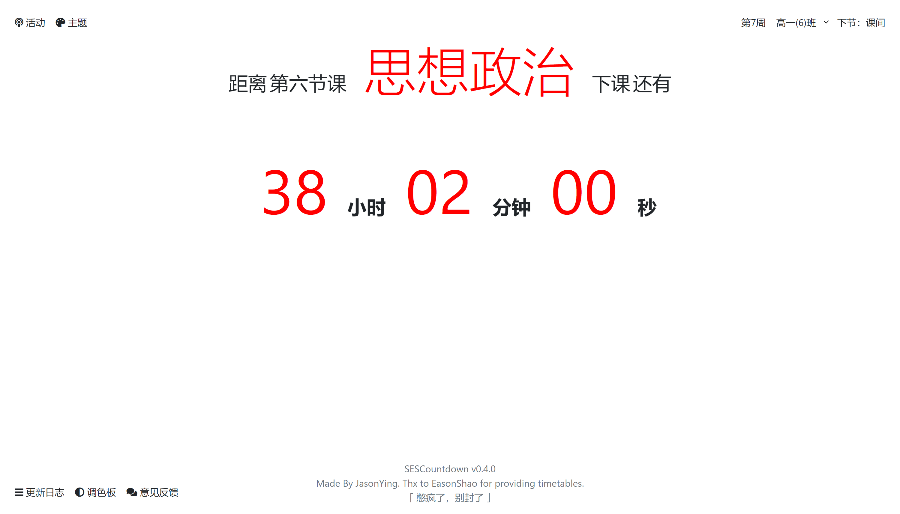 活动 主题 第7周 高一(6)班 下节：课间
距离 第六节课 思想政治 下课 还有
38 小时 02 分钟 00 秒
SESCountdown v0.4.0
Made By JasonYing. Thx to EasonShao for providing timetables.
更新日志 调色板 意见反馈
「 憋疯了，别封了 」